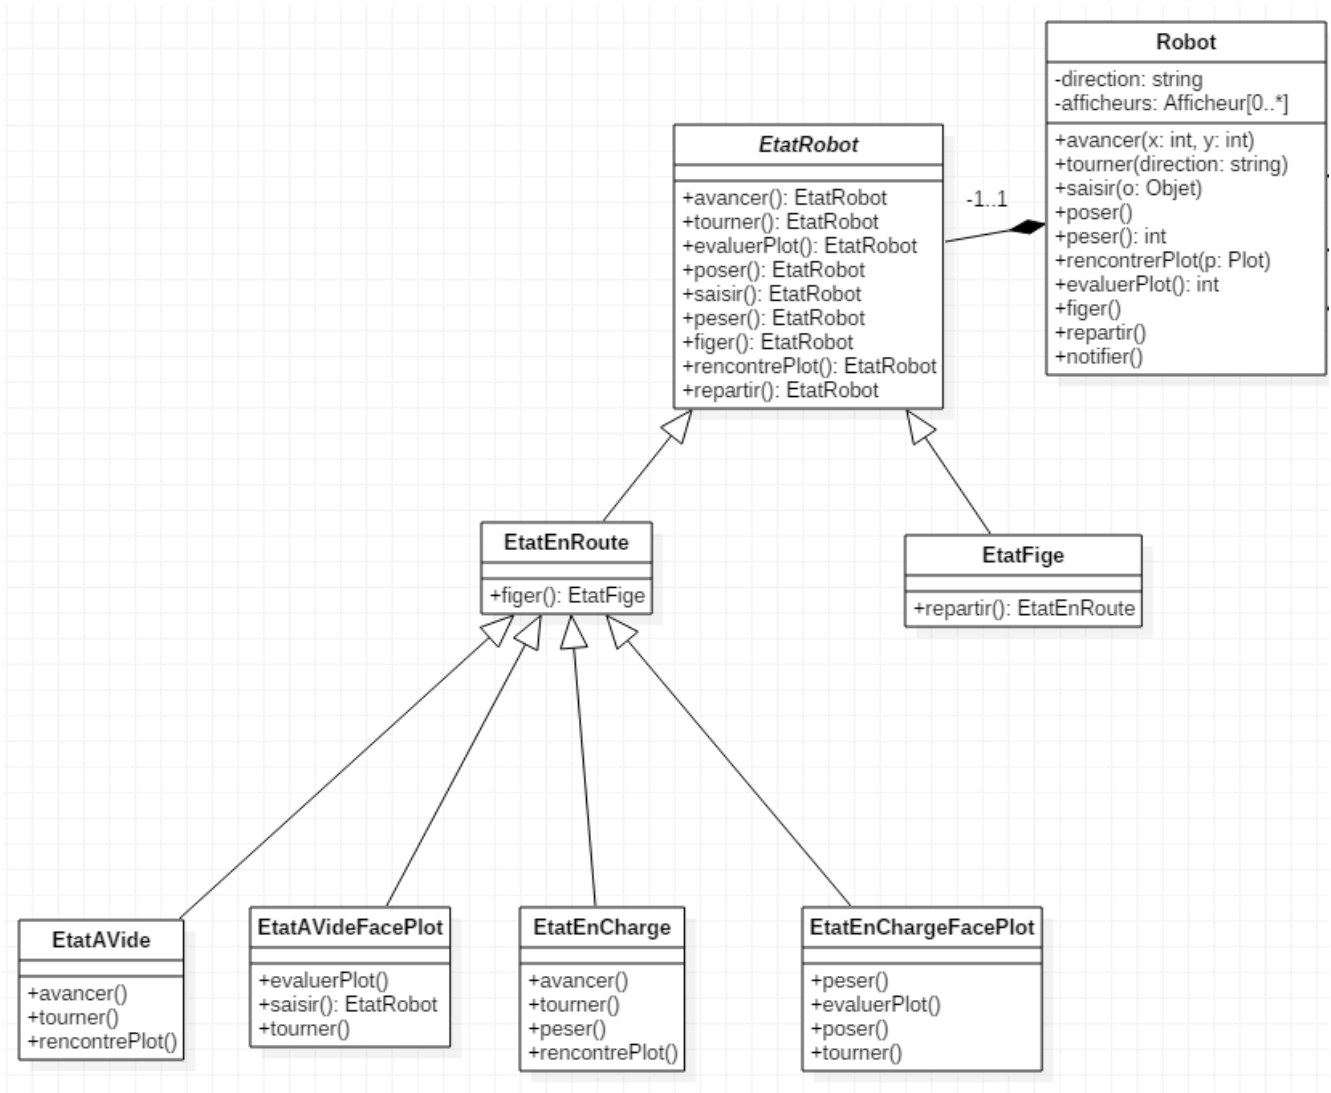 Robot
-direction: string
-afficheurs: Afficheur[0..*]
+avancer(x: int, y: int)
+tourner(direction: string)
+saisir(o: Objet)
+poser()
+peser(): int
+rencontrerPlot(p: Plot)
+evaluerPlot(): int
+figer()
+repartir()
+notifier()
EtatRobot
+avancer(): EtatRobot
+tourner(): EtatRobot
+evaluerPlot(): EtatRobot
+poser(): EtatRobot
+saisir(): EtatRobot
+peser(): EtatRobot
+figer(): EtatRobot
+rencontrePlot(): EtatRobot
+repartir(): EtatRobot
-1..1
EtatEnRoute
+figer(): EtatFige
EtatFige
+repartir(): EtatEnRoute
EtatAVide
+avancer()
+tourner()
+rencontrePlot()
EtatAVideFacePlot
+evaluerPlot()
+saisir(): EtatRobot
+tourner()
EtatEnCharge
+avancer()
+tourner()
+peser()
+rencontrePlot()
EtatEnChargeFacePlot
+peser()
+evaluerPlot()
+poser()
+tourner()